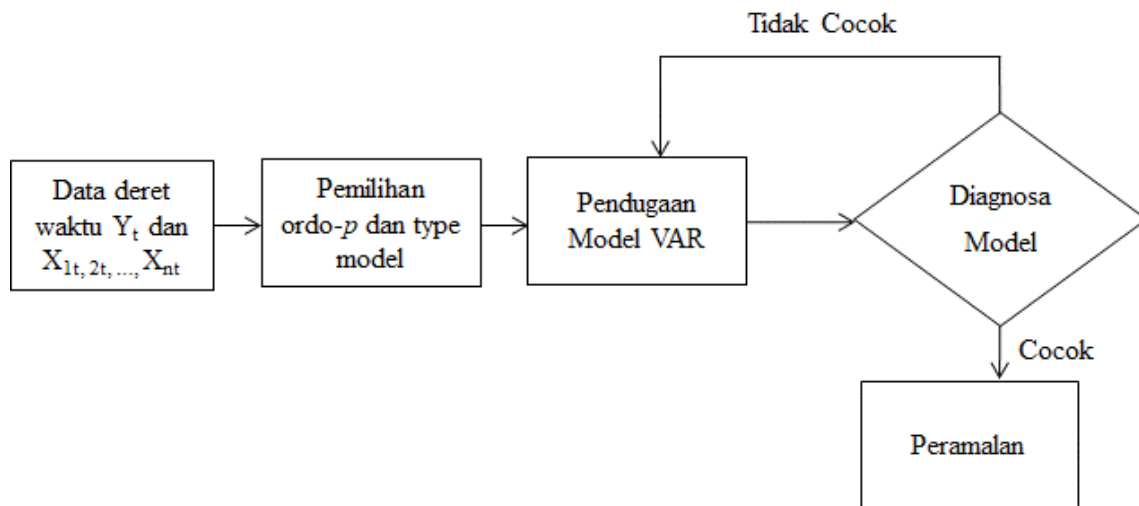 Tidak Cocok
Data deret
waktu Yt dan
X1t, 2t, ..., Xnt
Pemilihan
ordo-p dan type
model
Pendugaan
Model VAR
Diagnosa
Model
Cocok
Peramalan